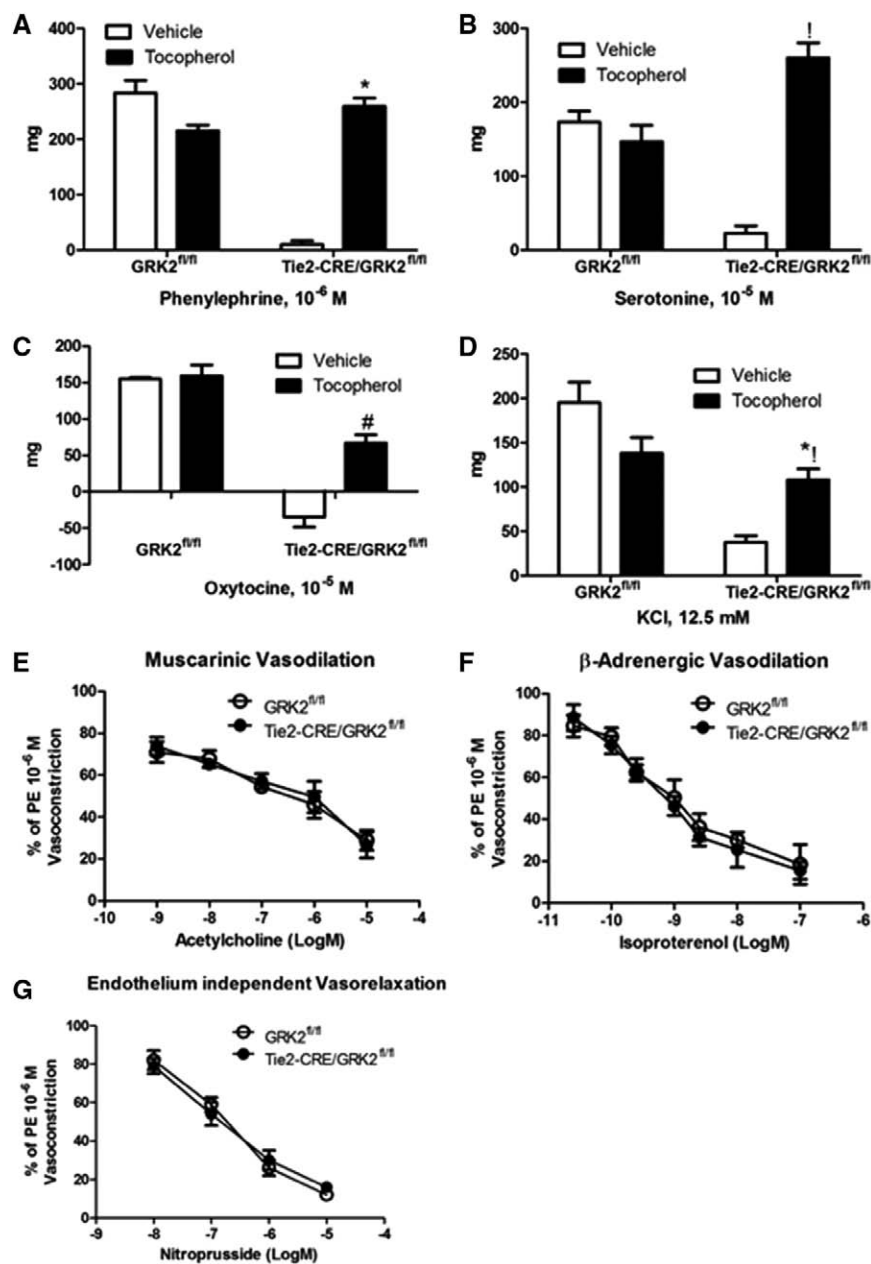 A
400
300
200
100
0
mg
Vehicle
Tocopherol
*
GRK2fl/fl
Tie2-CRE/GRK2fl/fl
Phenylephrine, 10-6 M
B
300
200
100
0
mg
Vehicle
Tocopherol
!
GRK2fl/fl
Tie2-CRE/GRK2fl/fl
Serotonine, 10-5 M
C
200
150
100
50
0
-50
-100
mg
Vehicle
Tocopherol
#
GRK2fl/fl
Tie2-CRE/GRK2fl/fl
Oxytocine, 10-5 M
D
250
200
150
100
50
0
mg
Vehicle
Tocopherol
*!
GRK2fl/fl
Tie2-CRE/GRK2fl/fl
KCl, 12.5 mM
E
Muscarinic Vasodilation
100
80
60
40
20
0
% of PE 10-6 M
Vasoconstriction
GRK2fl/fl
Tie2-CRE/GRK2fl/fl
-10 -9 -8 -7 -6 -5 -4
Acetylcholine (LogM)
F
β-Adrenergic Vasodilation
100
80
60
40
20
0
% of PE 10-6 M
Vasoconstriction
GRK2fl/fl
Tie2-CRE/GRK2fl/fl
-11 -10 -9 -8 -7 -6
Isoproterenol (LogM)
G
Endothelium independent Vasorelaxation
100
80
60
40
20
0
% of PE 10-6 M
Vasoconstriction
GRK2fl/fl
Tie2-CRE/GRK2fl/fl
-9 -8 -7 -6 -5 -4
Nitroprusside (LogM)